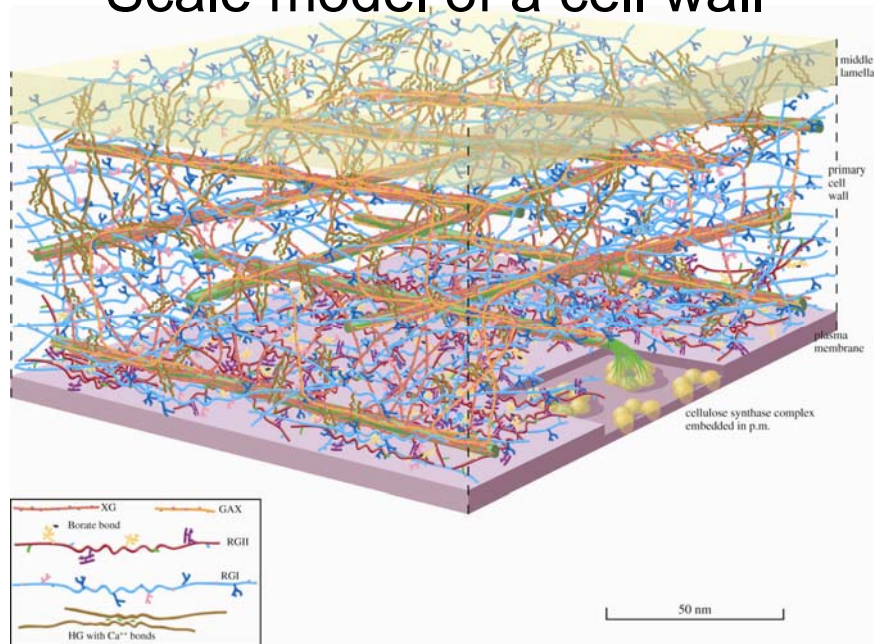 Scale model of a cell wall
middle
lamella
primary
cell
wall
plasma
membrane
cellulose synthase complex
embedded in p.m.
XG
GAX
Borate bond
RGII
RGI
HG with Ca++ bonds
50 nm